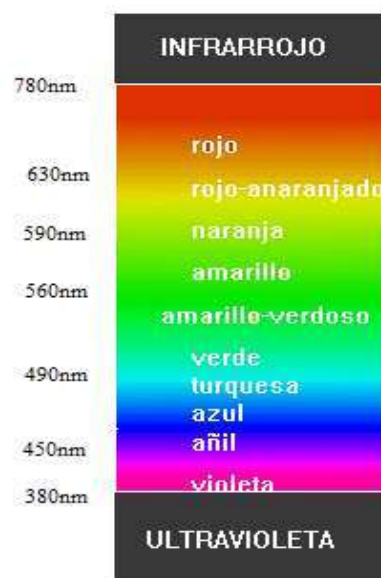 INFRARROJO
780nm
rojo
630nm
rojo-anaranjado
590nm
naranja
amarillo
560nm
amarillo-verdoso
verde
490nm
turquesa
azul
añil
450nm
violeta
380nm
ULTRAVIOLETA